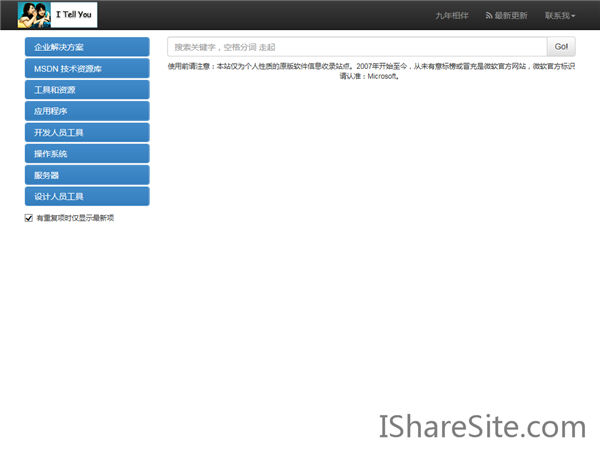 I Tell You
九年相伴 最新更新 联系我
企业解决方案
MSDN 技术资源库
工具和资源
应用程序
开发人员工具
操作系统
服务器
设计人员工具
有重复项时仅显示最新项
搜索关键字，空格分词 走起 Go!
使用前请注意：本站仅为个人性质的原版软件信息收录站点。2007年开始至今，从未有意标榜或冒充是微软官方网站，微软官方标识
请认准：Microsoft。
IShareSite.com